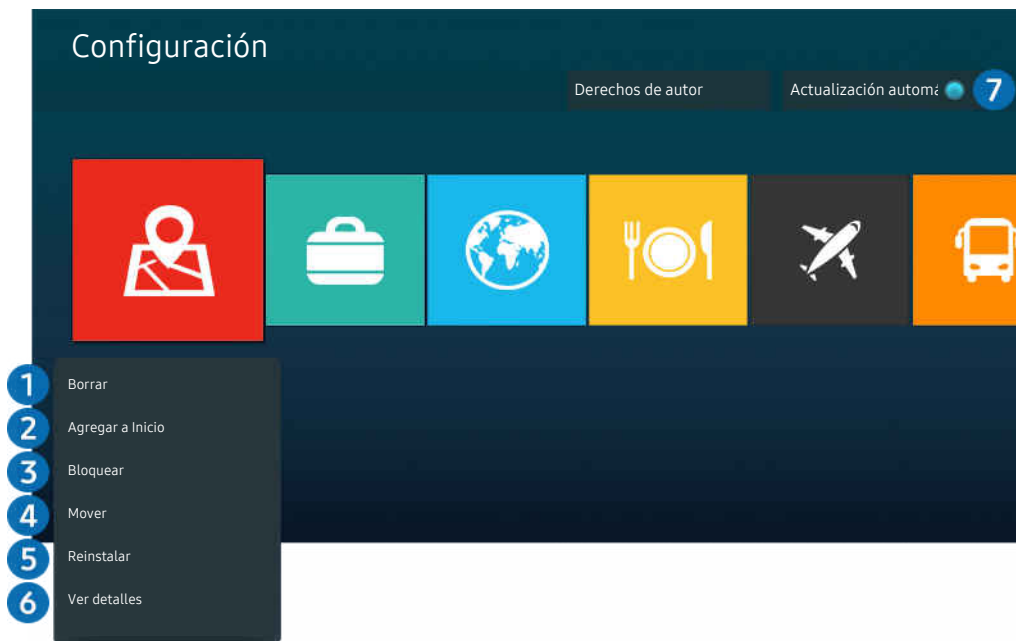 Configuración
Derechos de autor
Actualización automá
7
1 Borrar
2 Agregar a Inicio
3 Bloquear
4 Mover
5 Reinstalar
6 Ver detalles